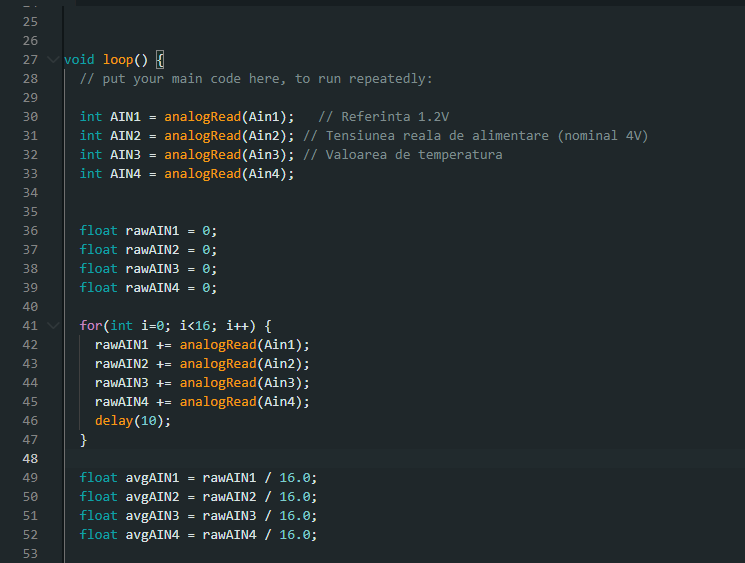 25
26
27 void loop() {
28 // put your main code here, to run repeatedly:
29
30 int AIN1 = analogRead(Ain1);   // Referinta 1.2V
31 int AIN2 = analogRead(Ain2); // Tensiunea reala de alimentare (nominal 4V)
32 int AIN3 = analogRead(Ain3); // Valoarea de temperatura
33 int AIN4 = analogRead(Ain4);
34
35
36 float rawAIN1 = 0;
37 float rawAIN2 = 0;
38 float rawAIN3 = 0;
39 float rawAIN4 = 0;
40
41 for(int i=0; i<16; i++) {
42 rawAIN1 += analogRead(Ain1);
43 rawAIN2 += analogRead(Ain2);
44 rawAIN3 += analogRead(Ain3);
45 rawAIN4 += analogRead(Ain4);
46 delay(10);
47 }
48
49 float avgAIN1 = rawAIN1 / 16.0;
50 float avgAIN2 = rawAIN2 / 16.0;
51 float avgAIN3 = rawAIN3 / 16.0;
52 float avgAIN4 = rawAIN4 / 16.0;
53